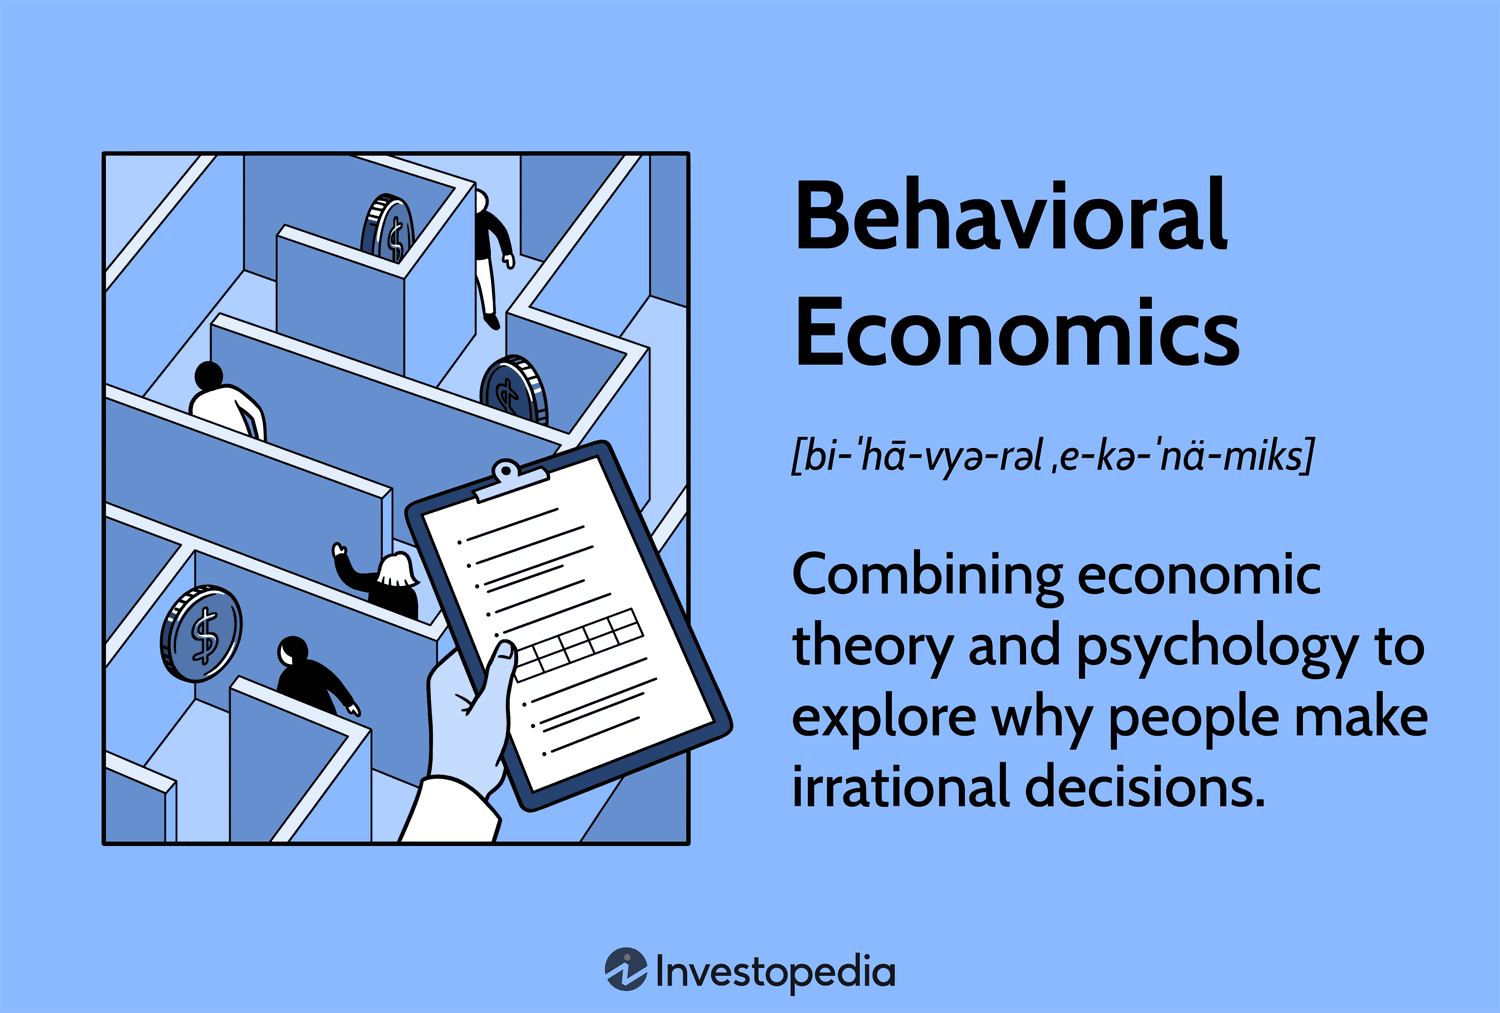 Behavioral
Economics
[bi-ˈhā-vyə-rəl ˌe-kə-ˈnä-miks]
Combining economic
theory and psychology to
explore why people make
irrational decisions.
Investopedia